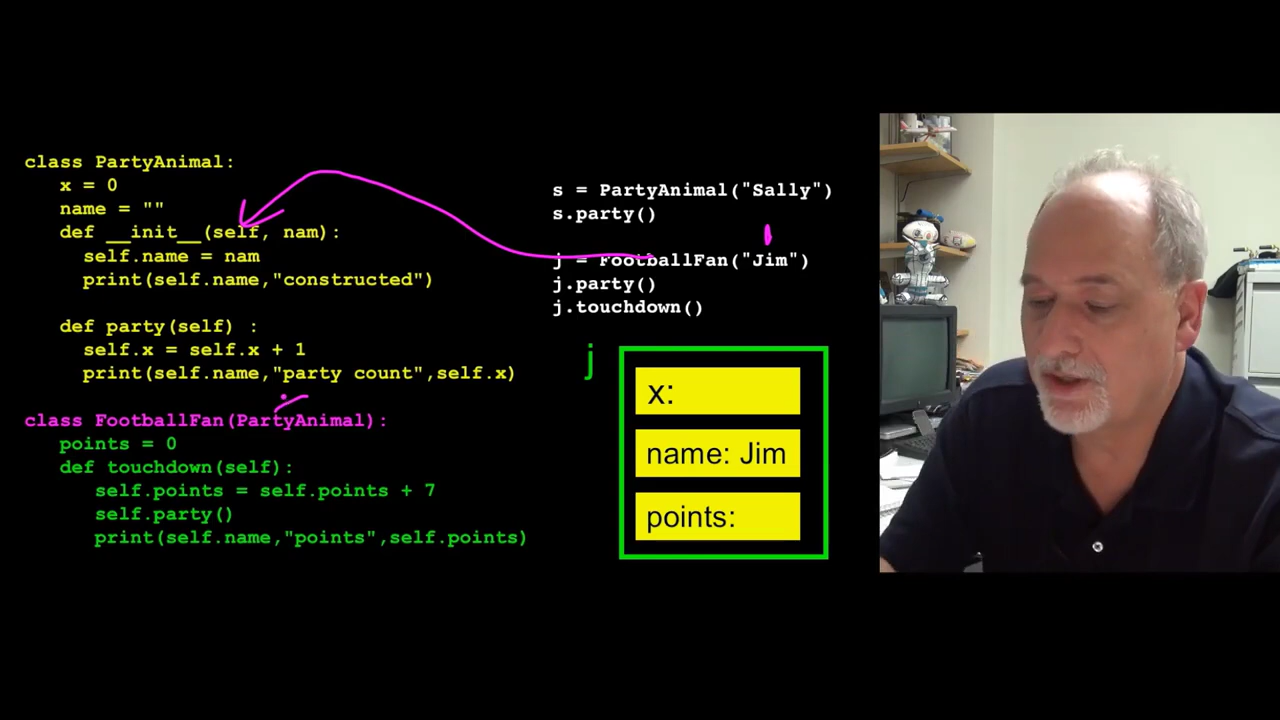 class PartyAnimal:
   x = 0
   name = ""
   def __init__(self, nam):
     self.name = nam
     print(self.name,"constructed")
   def party(self) :
     self.x = self.x + 1
     print(self.name,"party count",self.x)
class FootballFan(PartyAnimal):
   points = 0
   def touchdown(self):
      self.points = self.points + 7
      self.party()
      print(self.name,"points",self.points)
s = PartyAnimal("Sally")
s.party()
j = FootballFan("Jim")
j.party()
j.touchdown()
j
x:
name: Jim
points: